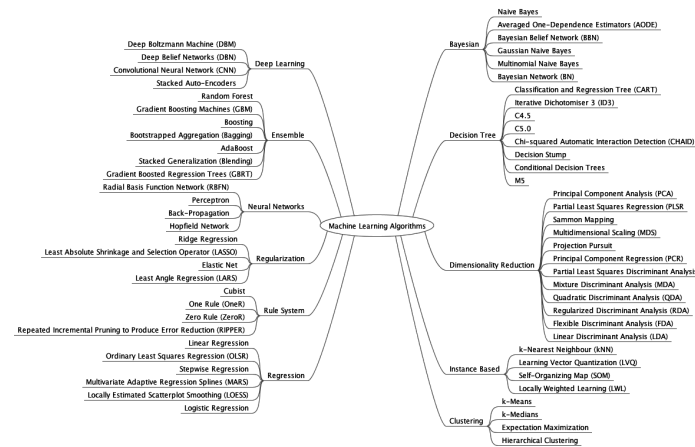 Machine Learning Algorithms
Deep Learning
Deep Boltzmann Machine (DBM)
Deep Belief Networks (DBN)
Convolutional Neural Network (CNN)
Stacked Auto-Encoders
Ensemble
Random Forest
Gradient Boosting Machines (GBM)
Boosting
Bootstrapped Aggregation (Bagging)
AdaBoost
Stacked Generalization (Blending)
Gradient Boosted Regression Trees (GBRT)
Neural Networks
Radial Basis Function Network (RBFN)
Perceptron
Back-Propagation
Hopfield Network
Regularization
Ridge Regression
Least Absolute Shrinkage and Selection Operator (LASSO)
Elastic Net
Least Angle Regression (LARS)
Rule System
Cubist
One Rule (OneR)
Zero Rule (ZeroR)
Repeated Incremental Pruning to Produce Error Reduction (RIPPER)
Regression
Linear Regression
Ordinary Least Squares Regression (OLSR)
Stepwise Regression
Multivariate Adaptive Regression Splines (MARS)
Locally Estimated Scatterplot Smoothing (LOESS)
Logistic Regression
Bayesian
Naive Bayes
Averaged One-Dependence Estimators (AODE)
Bayesian Belief Network (BBN)
Gaussian Naive Bayes
Multinomial Naive Bayes
Bayesian Network (BN)
Decision Tree
Classification and Regression Tree (CART)
Iterative Dichotomiser 3 (ID3)
C4.5
C5.0
Chi-squared Automatic Interaction Detection (CHAID)
Decision Stump
Conditional Decision Trees
M5
Dimensionality Reduction
Principal Component Analysis (PCA)
Partial Least Squares Regression (PLSR
Sammon Mapping
Multidimensional Scaling (MDS)
Projection Pursuit
Principal Component Regression (PCR)
Partial Least Squares Discriminant Analysis
Mixture Discriminant Analysis (MDA)
Quadratic Discriminant Analysis (QDA)
Regularized Discriminant Analysis (RDA)
Flexible Discriminant Analysis (FDA)
Linear Discriminant Analysis (LDA)
Instance Based
k-Nearest Neighbour (kNN)
Learning Vector Quantization (LVQ)
Self-Organizing Map (SOM)
Locally Weighted Learning (LWL)
Clustering
k-Means
k-Medians
Expectation Maximization
Hierarchical Clustering